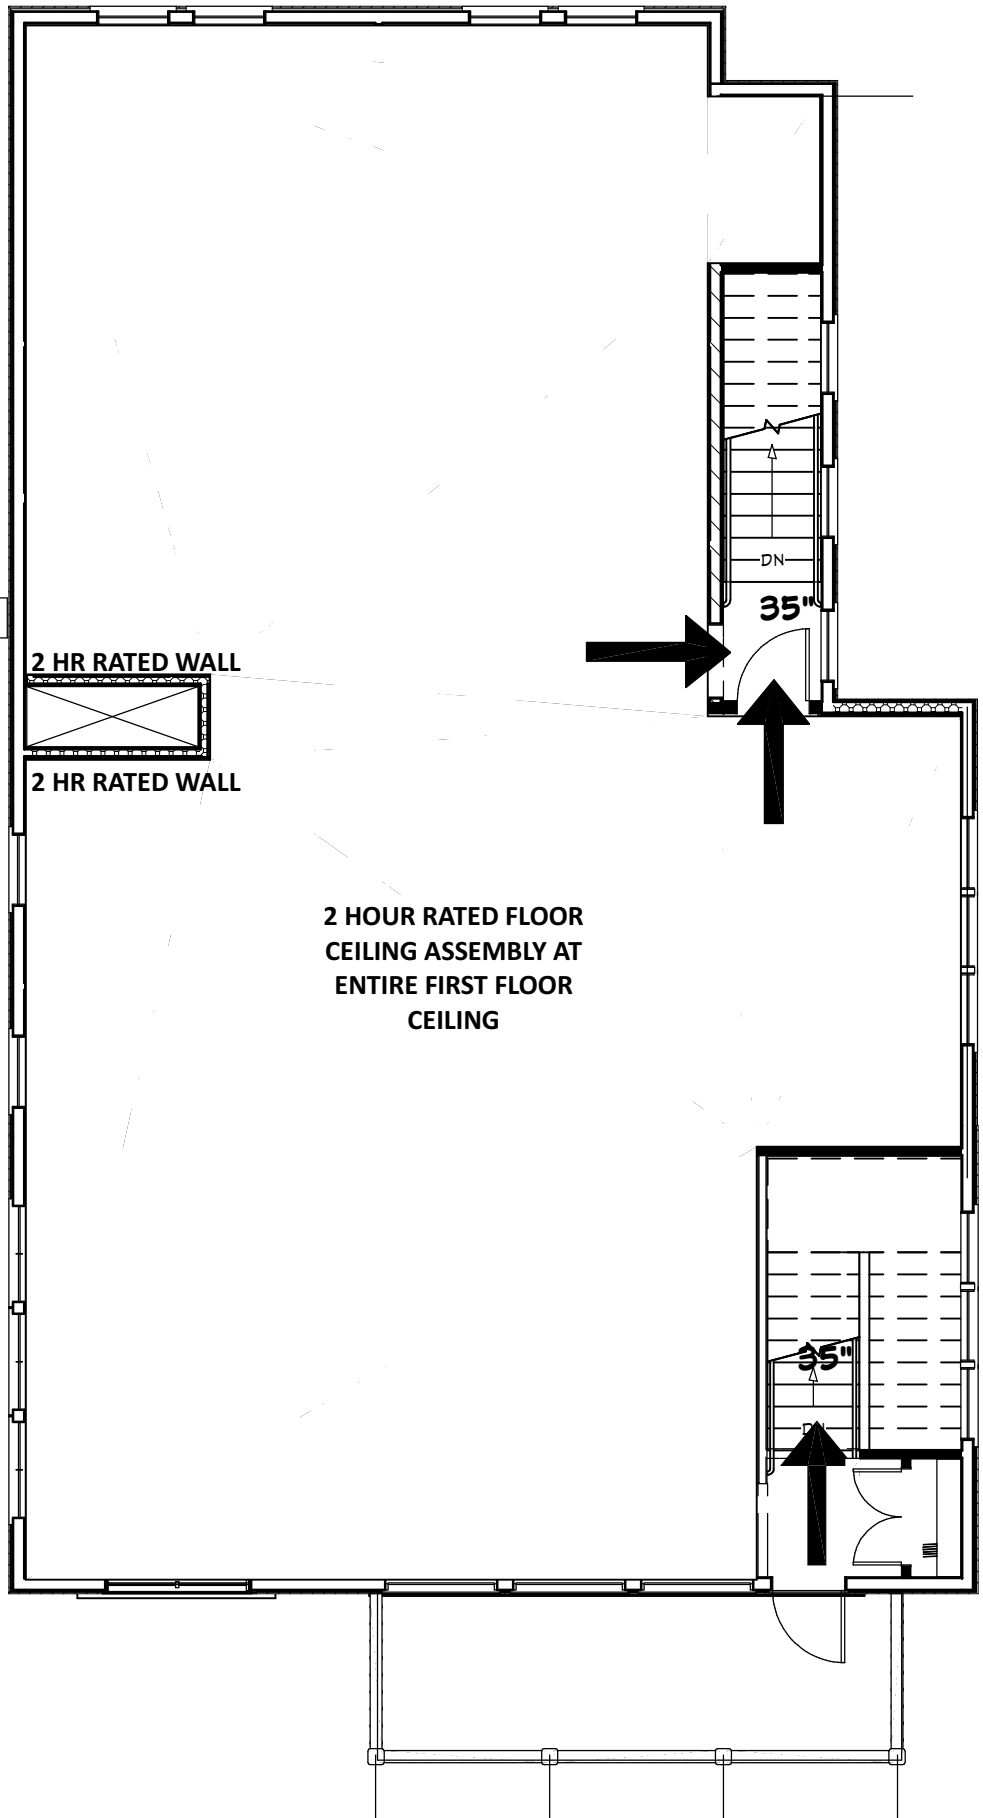 DN
35"
2 HR RATED WALL
2 HR RATED WALL
2 HOUR RATED FLOOR
CEILING ASSEMBLY AT
ENTIRE FIRST FLOOR
CEILING
35"